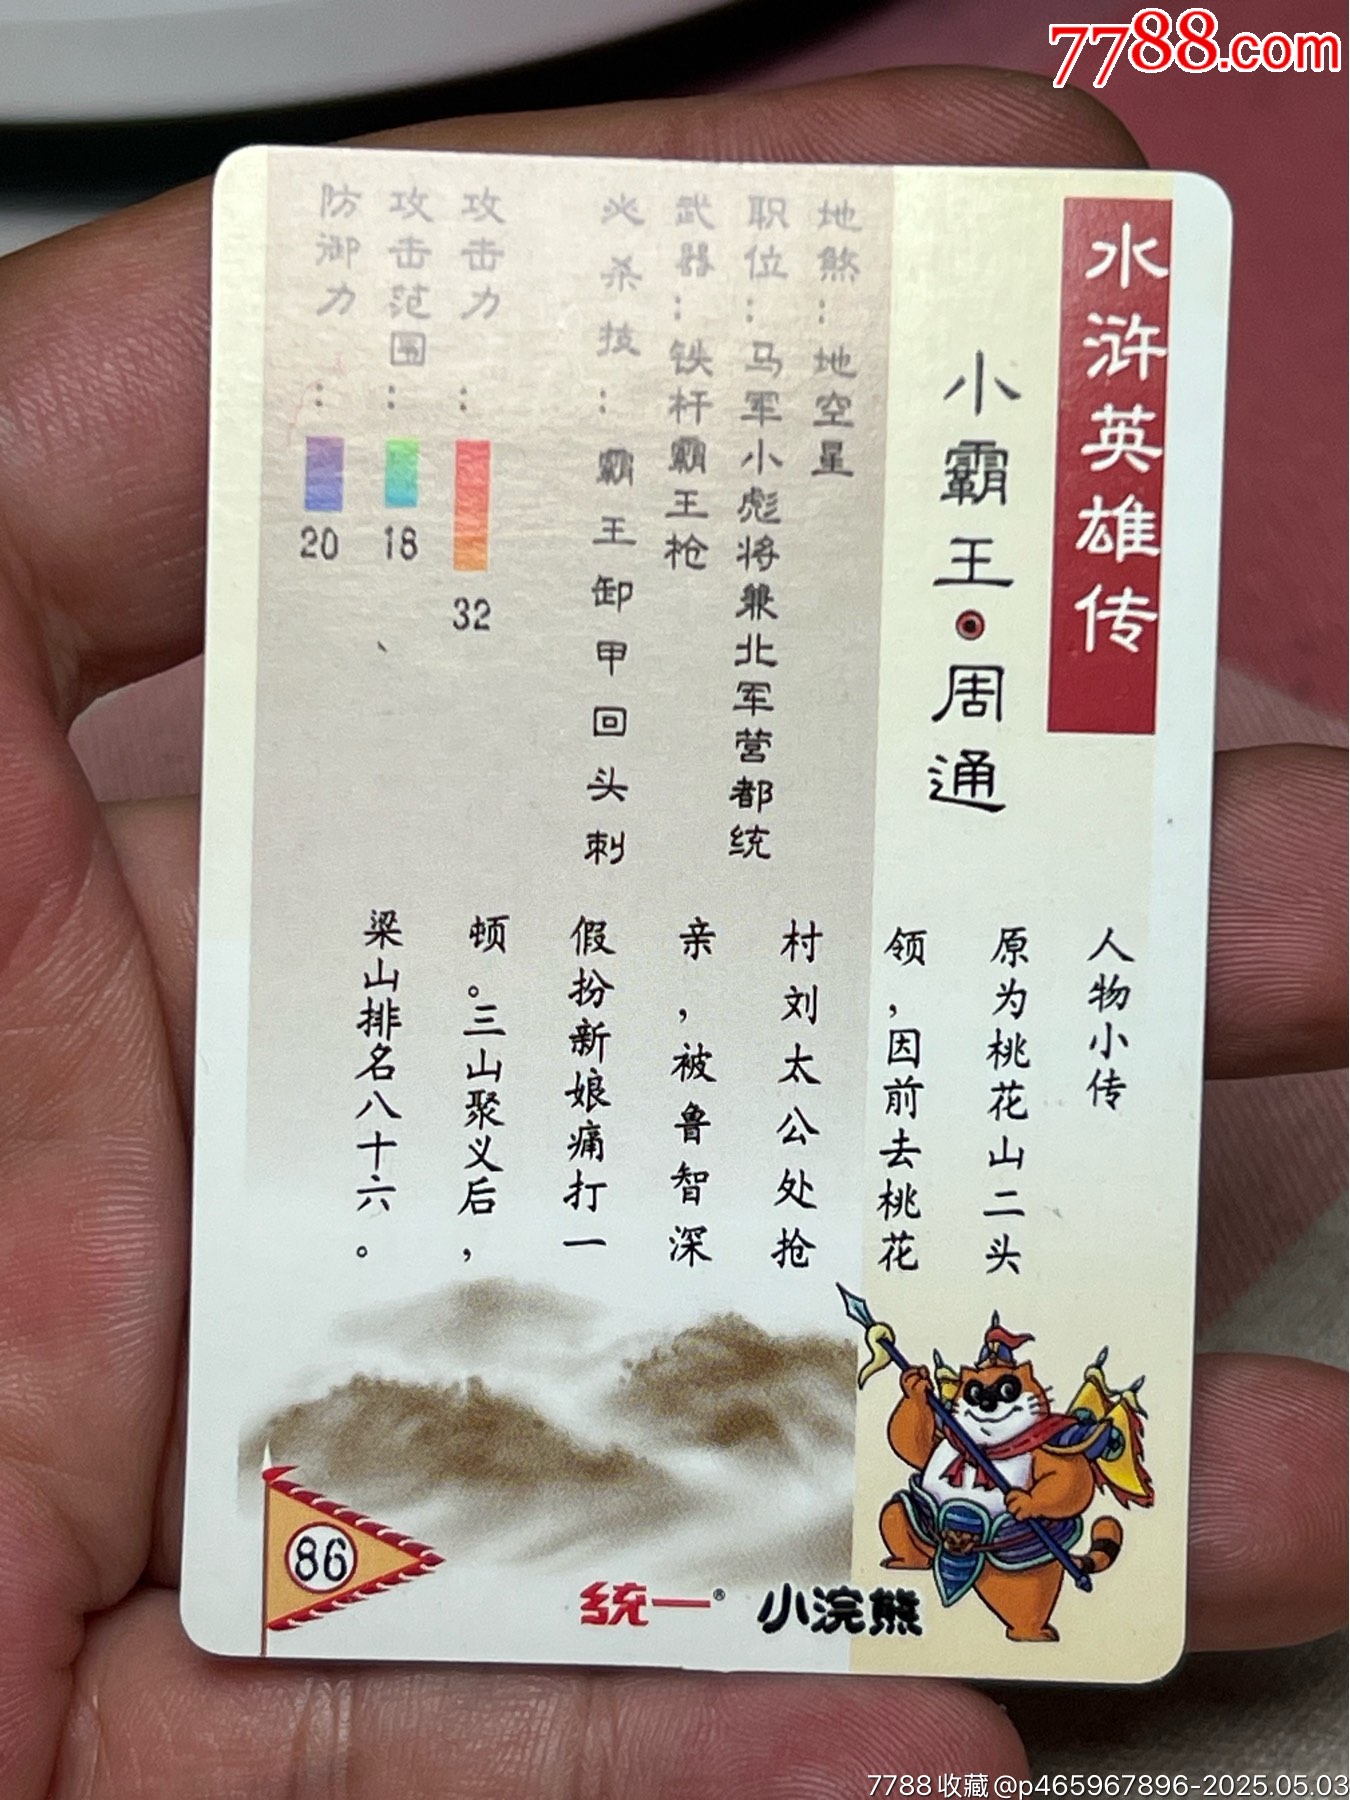 7788.com
水浒英雄传
小霸王·周通
地煞:地空星
职位:马军小彪将兼北军营都统
武器:铁杆霸王枪
必杀技:霸王卸甲回头刺
攻击力:32
攻击范围:18
防御力:20
人物小传
原为桃花山二头
领,因前去桃花
村刘太公处抢
亲,被鲁智深
假扮新娘痛打一
顿。三山聚义后,
梁山排名八十六。
86
统一® 小浣熊
7788收藏@p465967896-2025.05.03